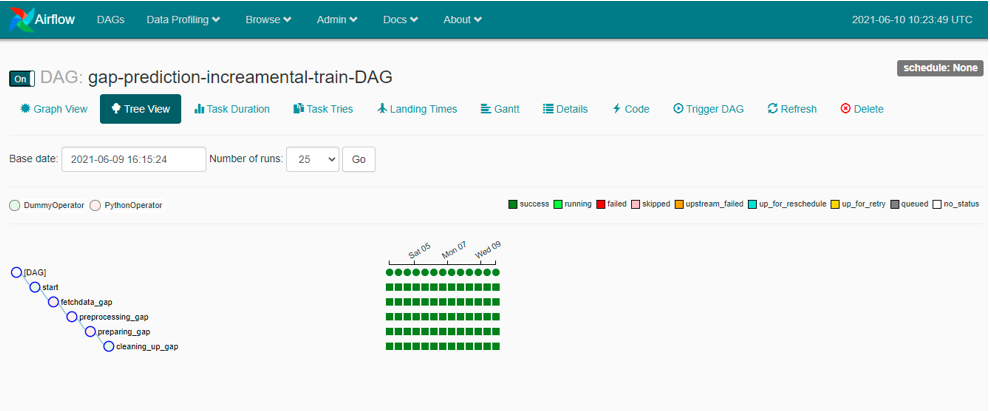 Airflow DAGs Data Profiling Browse Admin Docs About 2021-06-10 10:23:49 UTC
schedule: None
On DAG: gap-prediction-increamental-train-DAG
Graph View Tree View Task Duration Task Tries Landing Times Gantt Details Code Trigger DAG Refresh Delete
Base date: 2021-06-09 16:15:24 Number of runs: 25 Go
DummyOperator PythonOperator success running failed skipped upstream_failed up_for_reschedule up_for_retry queued no_status
Sat 05 Mon 07 Wed 09
[DAG]
start
fetchdata_gap
preprocessing_gap
preparing_gap
cleaning_up_gap